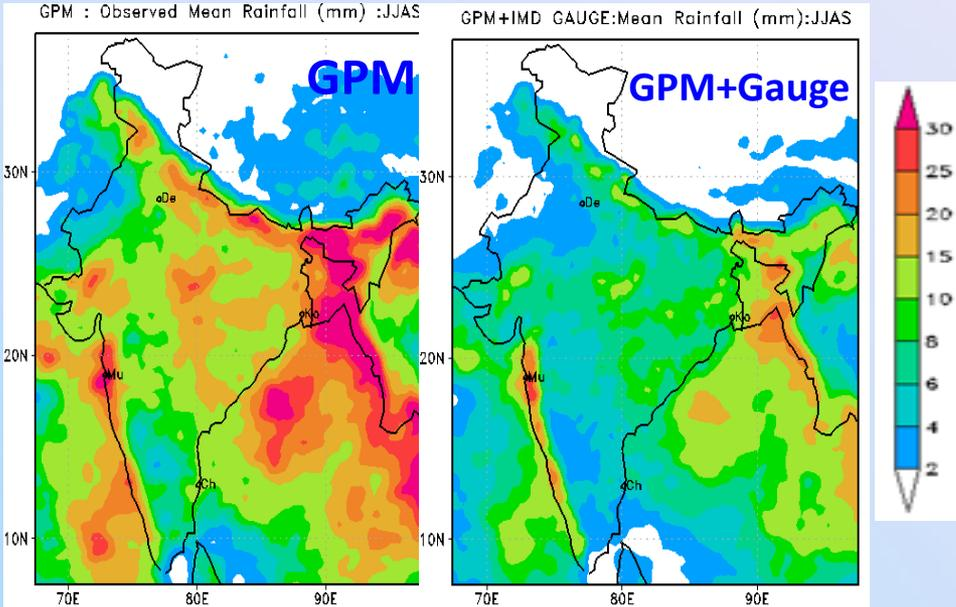 GPM : Observed Mean Rainfall (mm) :JJAS
GPM
30N
20N
10N
70E
80E
90E
De
Mu
Ko
Ch
GPM+IMD GAUGE:Mean Rainfall (mm):JJAS
GPM+Gauge
30N
20N
10N
70E
80E
90E
De
Mu
Ko
Ch
30
25
20
15
10
8
6
4
2